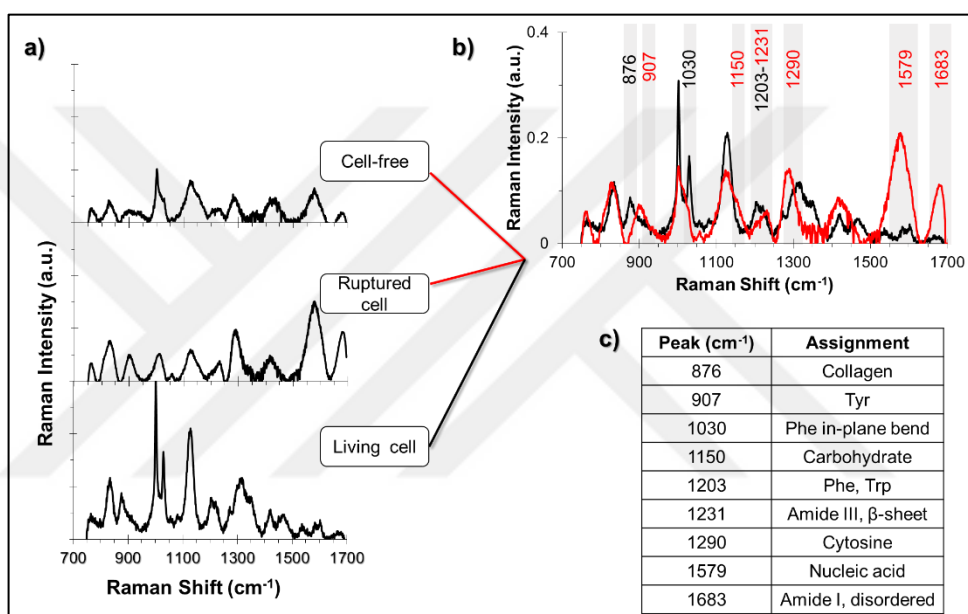 a)
Cell-free
Ruptured
cell
Living cell
Raman Intensity (a.u.)
700 900 1100 1300 1500 1700
Raman Shift (cm⁻¹)
b)
0.4
0.2
0
Raman Intensity (a.u.)
876
907
1030
1150
1203-1231
1290
1579
1683
700 900 1100 1300 1500 1700
Raman Shift (cm⁻¹)
c)
Peak (cm⁻¹) Assignment
876 Collagen
907 Tyr
1030 Phe in-plane bend
1150 Carbohydrate
1203 Phe, Trp
1231 Amide III, β-sheet
1290 Cytosine
1579 Nucleic acid
1683 Amide I, disordered